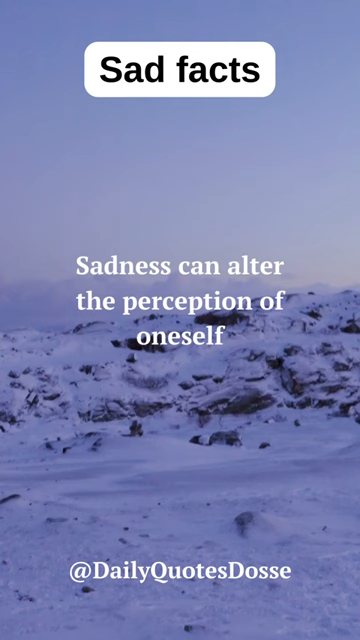 Sad facts
Sadness can alter
the perception of
oneself
@DailyQuotesDosse